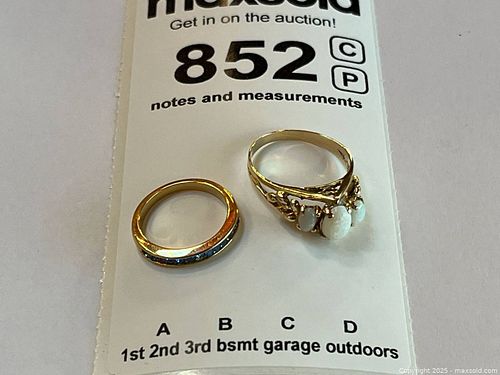 maxsold
Get in on the auction!
852 C
P
notes and measurements
A B C D
1st 2nd 3rd bsmt garage outdoors
Copyright 2025 - maxsold.com